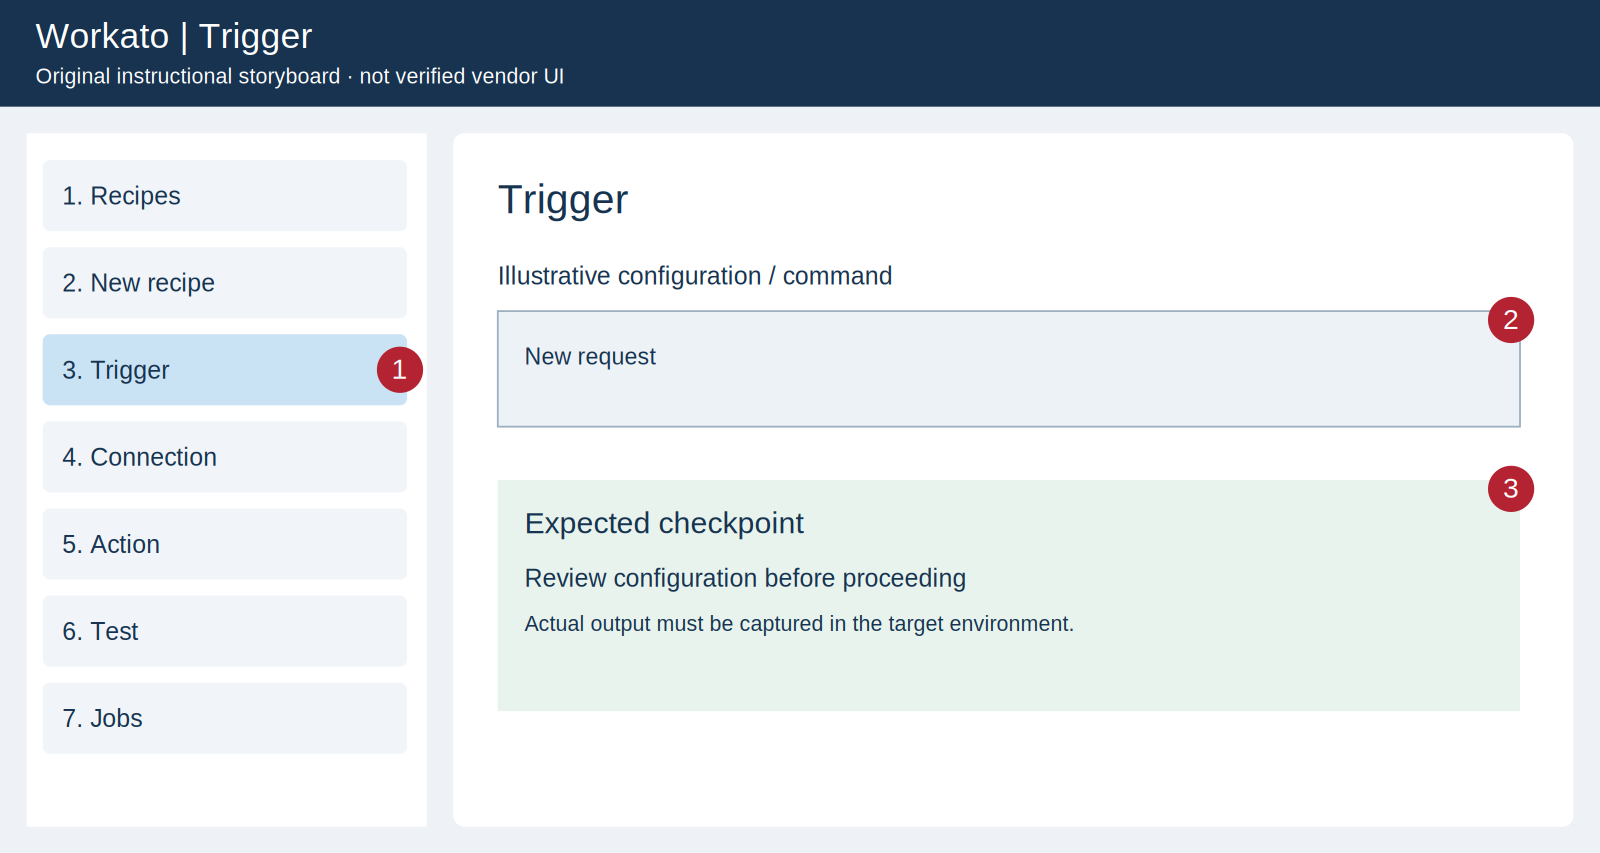 Workato | Trigger
Original instructional storyboard · not verified vendor UI
1. Recipes
2. New recipe
3. Trigger
1
4. Connection
5. Action
6. Test
7. Jobs
Trigger
Illustrative configuration / command
2
New request
3
Expected checkpoint
Review configuration before proceeding
Actual output must be captured in the target environment.